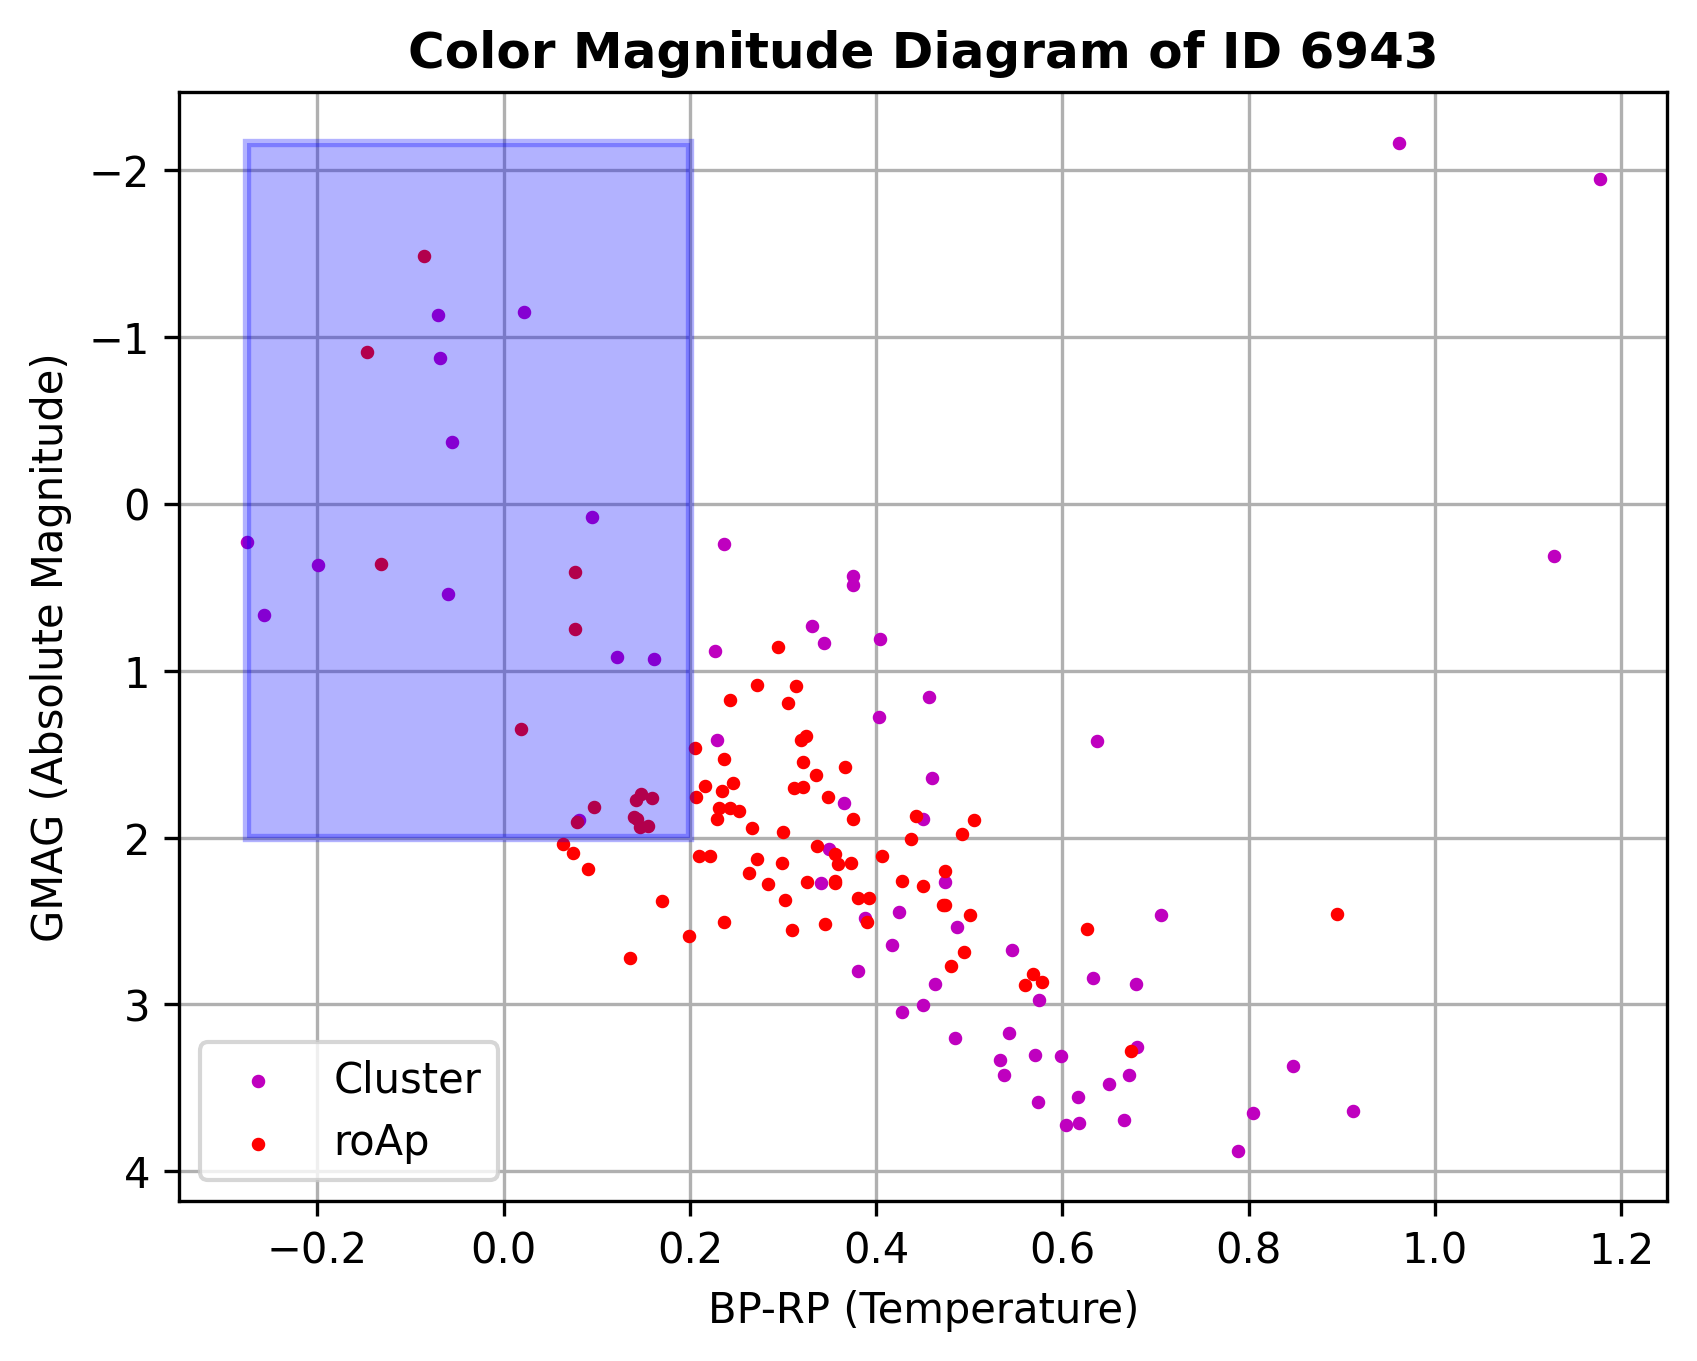 Color Magnitude Diagram of ID 6943
GMAG (Absolute Magnitude)
−2
−1
0
1
2
3
4
Cluster
roAp
−0.2 0.0 0.2 0.4 0.6 0.8 1.0 1.2
BP-RP (Temperature)